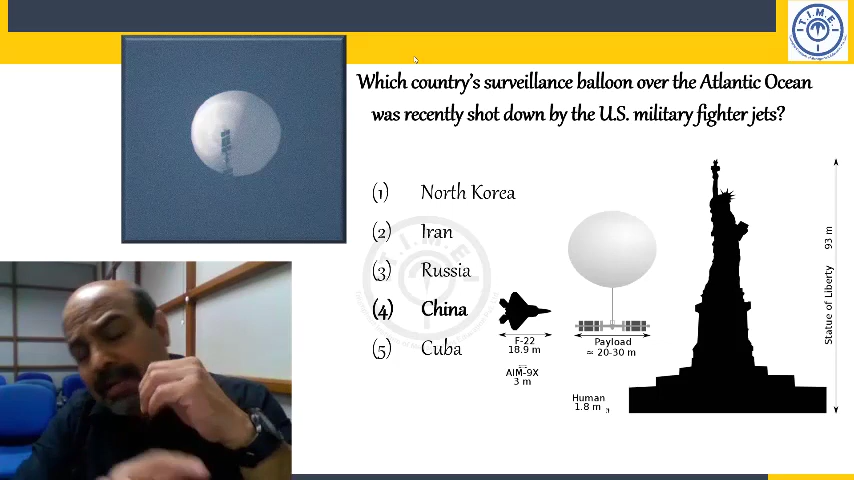 T.I.M.E.
Which country's surveillance balloon over the Atlantic Ocean
was recently shot down by the U.S. military fighter jets?
(1) North Korea
(2) Iran
(3) Russia
(4) China
(5) Cuba
T.I.M.E.
F-22
18.9 m
AIM-9X
3 m
Payload
≈ 20-30 m
Human
1.8 m
3
Statue of Liberty 93 m